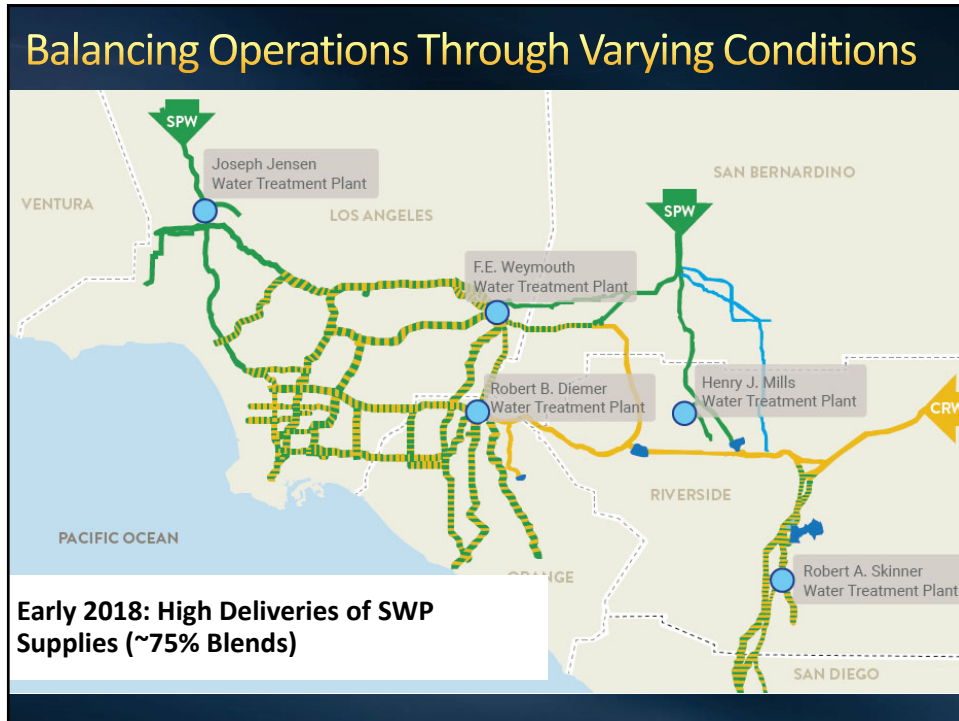 Balancing Operations Through Varying Conditions
SPW
Joseph Jensen
Water Treatment Plant
SAN BERNARDINO
VENTURA
LOS ANGELES
SPW
F.E. Weymouth
Water Treatment Plant
Robert B. Diemer
Water Treatment Plant
Henry J. Mills
Water Treatment Plant
CRW
RIVERSIDE
PACIFIC OCEAN
ORANGE
Robert A. Skinner
Water Treatment Plant
Early 2018: High Deliveries of SWP
Supplies (~75% Blends)
SAN DIEGO